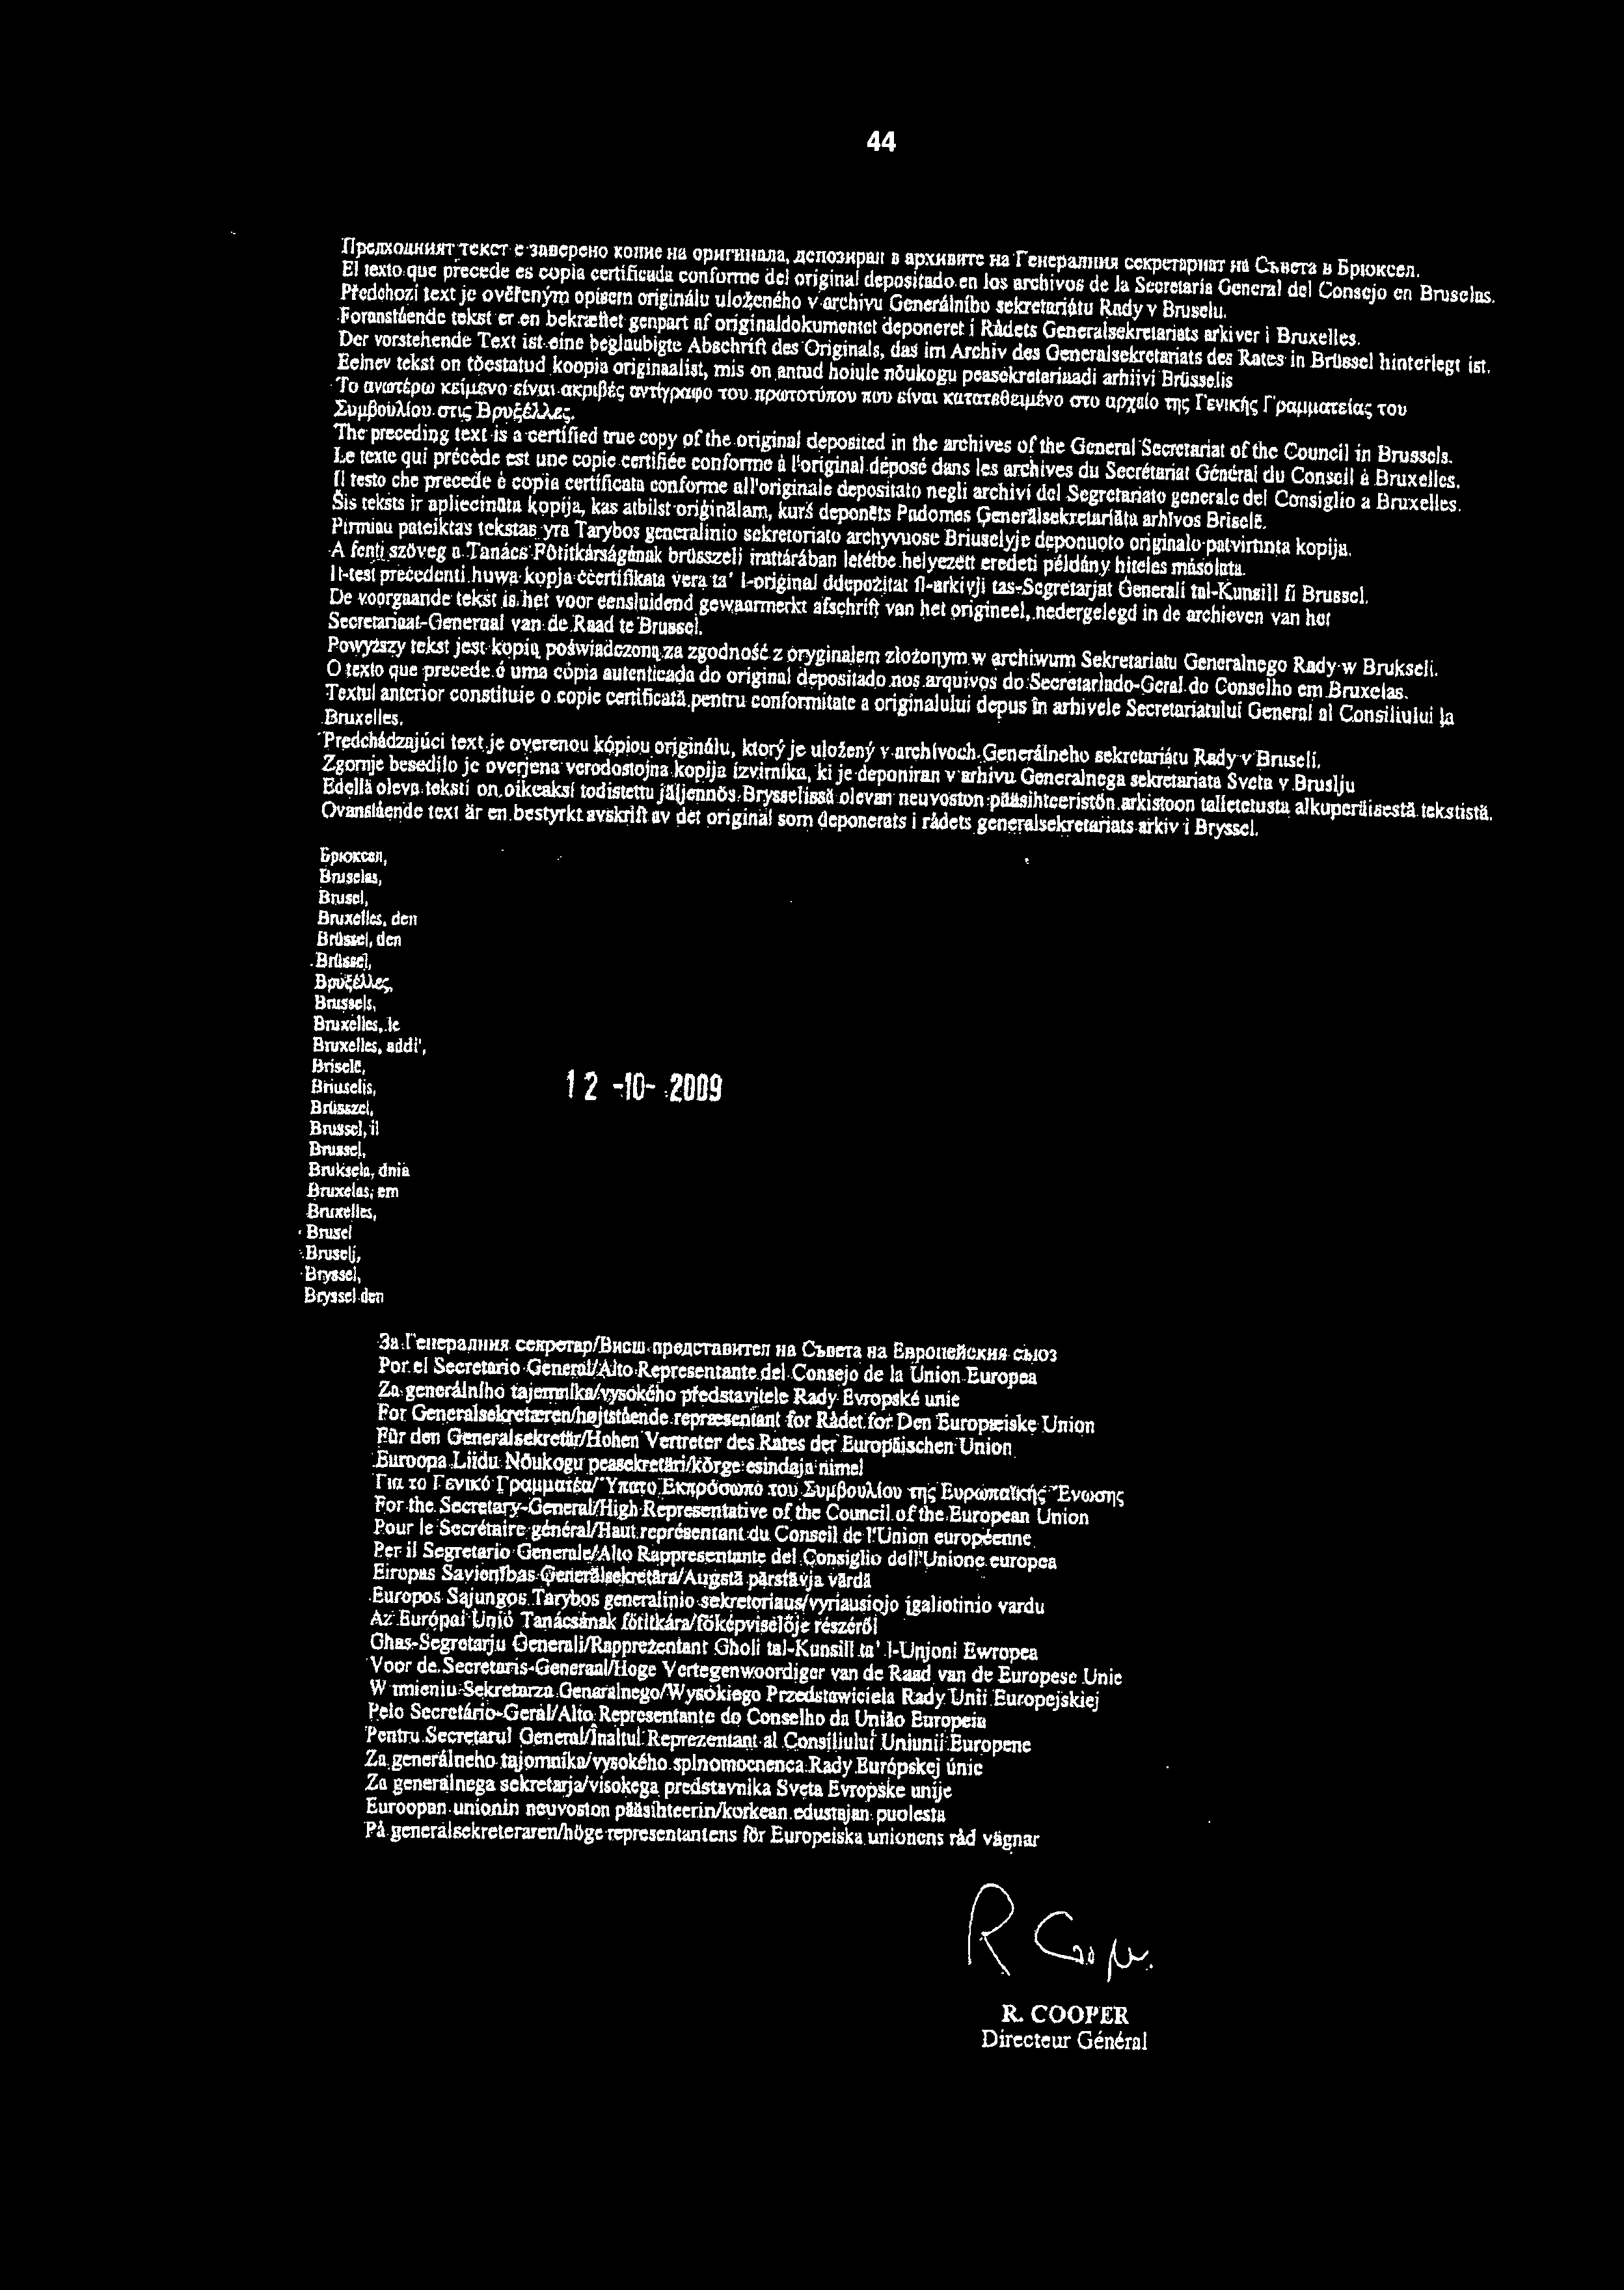 44
Предходният текст е заверено копие на оригинала, депозиран в архивите на Генералния секретариат на Съвета в Брюксел.
El texto que precede es copia certificada conforme del original depositado en los archivos de la Secretaría General del Consejo en Bruselas.
Předchozí text je ověřeným opisem originálu uloženého v archivu Generálního sekretariátu Rady v Bruselu.
Foranstående tekst er en bekræftet genpart af originaldokumentet deponeret i Rådets Generalsekretariats arkiver i Bruxelles.
Der vorstehende Text ist eine beglaubigte Abschrift des Originals, das im Archiv des Generalsekretariats des Rates in Brüssel hinterlegt ist.
Eelnev tekst on tõestatud koopia originaalist, mis on antud hoiule nõukogu peasekretariaadi arhiivi Brüsselis
Το ανωτέρω κείμενο είναι ακριβές αντίγραφο του πρωτοτύπου που είναι κατατεθειμένο στο αρχείο της Γενικής Γραμματείας του
Συμβουλίου στις Βρυξέλλες.
The preceding text is a certified true copy of the original deposited in the archives of the General Secretariat of the Council in Brussels.
Le texte qui précède est une copie certifiée conforme à l'original déposé dans les archives du Secrétariat Général du Conseil à Bruxelles.
Il testo che precede è copia certificata conforme all'originale depositato negli archivi del Segretariato generale del Consiglio a Bruxelles.
Šis teksts ir apliecināta kopija, kas atbilst oriģinālam, kurš deponēts Padomes Ģenerālsekretariāta arhīvos Briselē.
Pirmiau pateiktas tekstas yra Tarybos generalinio sekretoriato archyvuose Briuselyje deponuoto originalo patvirtinta kopija.
A fenti szöveg a Tanács Főtitkárságának brüsszeli irattárában letétbe helyezett eredeti példány hiteles másolata.
It-test preċedenti huwa kopja ċċertifikata vera ta' l-oriġinal ddepożitat fl-arkivji tas-Segretarjat Ġenerali tal-Kunsill fi Brussel.
De voorgaande tekst is het voor eensluidend gewaarmerkt afschrift van het origineel, nedergelegd in de archieven van het
Secretariaat-Generaal van de Raad te Brussel.
Powyższy tekst jest kopią poświadczoną za zgodność z oryginałem złożonym w archiwum Sekretariatu Generalnego Rady w Brukseli.
O texto que precede é uma cópia autenticada do original depositado nos arquivos do Secretariado-Geral do Conselho em Bruxelas.
Textul anterior constituie o copie certificată pentru conformitate a originalului depus în arhivele Secretariatului General al Consiliului la
Bruxelles.
Predchádzajúci text je overenou kópiou originálu, ktorý je uložený v archívoch Generálneho sekretariátu Rady v Bruseli.
Zgornje besedilo je overjena verodostojna kopija izvirnika, ki je deponiran v arhivu Generalnega sekretariata Sveta v Bruslju
Edellä oleva teksti on oikeaksi todistettu jäljennös Brysselissä olevan neuvoston pääsihteeristön arkistoon talletetusta alkuperäisestä tekstistä.
Ovanstående text är en bestyrkt avskrift av det original som deponerats i rådets generalsekretariats arkiv i Bryssel.
Брюксел,
Bruselas,
Brusel,
Bruxelles, den
Brüssel, den
Brüssel,
Βρυξέλλες,
Brussels,
Bruxelles, le
Bruxelles, addì',
Briselē,
Briuselis,
Brüsszel,
Brussel, il
Brussel,
Bruksela, dnia
Bruxelas, em
Bruxelles,
Brusel
Bruselj,
Bryssel,
Bryssel den
12 -10- 2009
За Генералния секретар/Висш представител на Съвета на Европейския съюз
Por el Secretario General/Alto Representante del Consejo de la Unión Europea
Za generálního tajemníka/vysokého představitele Rady Evropské unie
For Generalsekretæren/højtstående repræsentant for Rådet for Den Europæiske Union
Für den Generalsekretär/Hohen Vertreter des Rates der Europäischen Union
Euroopa Liidu Nõukogu peasekretäri/kõrge esindaja nimel
Για το Γενικό Γραμματέα/Ύπατο Εκπρόσωπο του Συμβουλίου της Ευρωπαϊκής Ένωσης
For the Secretary-General/High Representative of the Council of the European Union
Pour le Secrétaire général/Haut représentant du Conseil de l'Union européenne
Per il Segretario Generale/Alto Rappresentante del Consiglio dell'Unione europea
Eiropas Savienības Ģenerālsekretāra/Augstā pārstāvja vārdā
Europos Sąjungos Tarybos generalinio sekretoriaus/vyriausiojo įgaliotinio vardu
Az Európai Unió Tanácsának főtitkára/főképviselője részéről
Għas-Segretarju Ġenerali/Rappreżentant Għoli tal-Kunsill ta' l-Unjoni Ewropea
Voor de Secretaris-Generaal/Hoge Vertegenwoordiger van de Raad van de Europese Unie
W imieniu Sekretarza Generalnego/Wysokiego Przedstawiciela Rady Unii Europejskiej
Pelo Secretário-Geral/Alto Representante do Conselho da União Europeia
Pentru Secretarul General/Înaltul Reprezentant al Consiliului Uniunii Europene
Za generálneho tajomníka/vysokého splnomocnenca Rady Európskej únie
Za generalnega sekretarja/visokega predstavnika Sveta Evropske unije
Euroopan unionin neuvoston pääsihteerin/korkean edustajan puolesta
På generalsekreterarens/höge representantens för Europeiska unionens råd vägnar
R. COOPER
Directeur Général